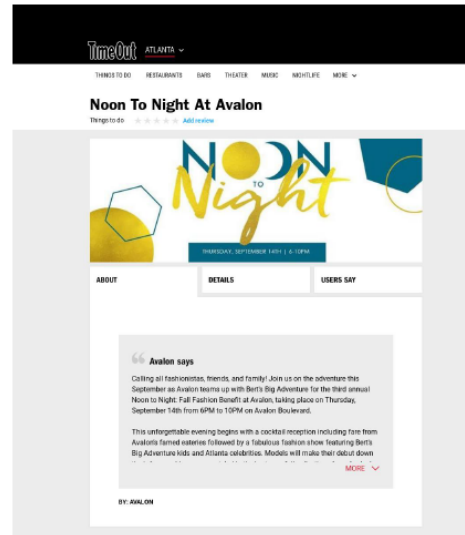 TimeOut ATLANTA
THINGS TO DO RESTAURANTS BARS THEATER MUSIC NIGHTLIFE MORE
Noon To Night At Avalon
Things to do Add review
NOON
TO
Night
THURSDAY, SEPTEMBER 14TH | 6-10PM
ABOUT DETAILS USERS SAY
Avalon says
Calling all fashionistas, friends, and family! Join us on the adventure this
September as Avalon teams up with Bert's Big Adventure for the third annual
Noon to Night: Fall Fashion Benefit at Avalon, taking place on Thursday,
September 14th from 6PM to 10PM on Avalon Boulevard.
This unforgettable evening begins with a cocktail reception including fare from
Avalon's famed eateries followed by a fabulous fashion show featuring Bert's
Big Adventure kids and Atlanta celebrities. Models will make their debut down
MORE
BY: AVALON